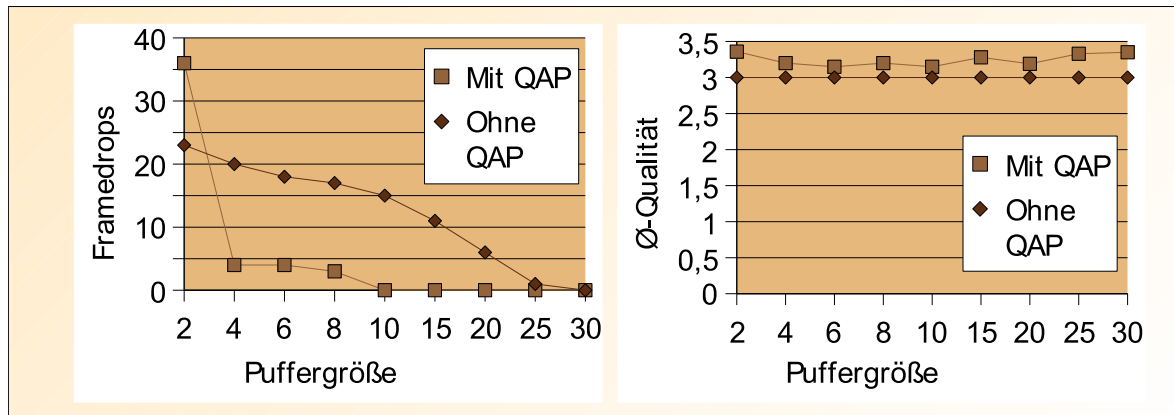 40
30
20
10
0
Framedrops
Mit QAP
Ohne
QAP
2 4 6 8 10 15 20 25 30
Puffergröße
3,5
3
2,5
2
1,5
1
0,5
0
Ø-Qualität
Mit QAP
Ohne
QAP
2 4 6 8 10 15 20 25 30
Puffergröße